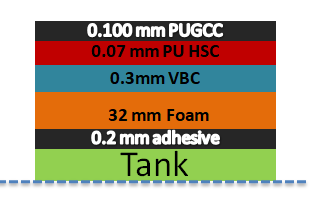 0.100 mm PUGCC
0.07 mm PU HSC
0.3mm VBC
32 mm Foam
0.2 mm adhesive
Tank